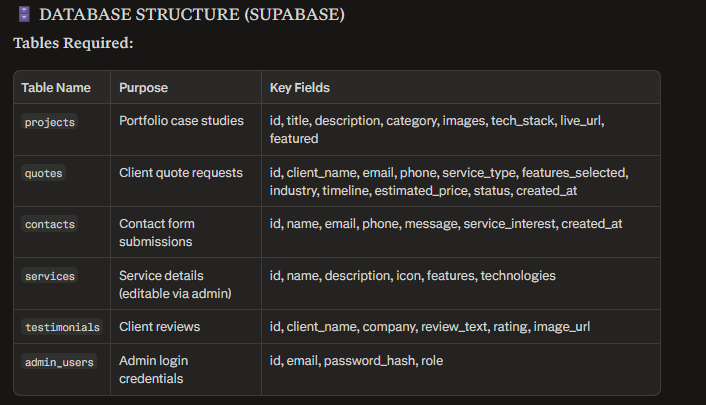 🗄️ DATABASE STRUCTURE (SUPABASE)
Tables Required:
Table Name Purpose Key Fields
projects Portfolio case studies id, title, description, category, images, tech_stack, live_url,
featured
quotes Client quote requests id, client_name, email, phone, service_type, features_selected,
industry, timeline, estimated_price, status, created_at
contacts Contact form id, name, email, phone, message, service_interest, created_at
submissions
services Service details id, name, description, icon, features, technologies
(editable via admin)
testimonials Client reviews id, client_name, company, review_text, rating, image_url
admin_users Admin login id, email, password_hash, role
credentials